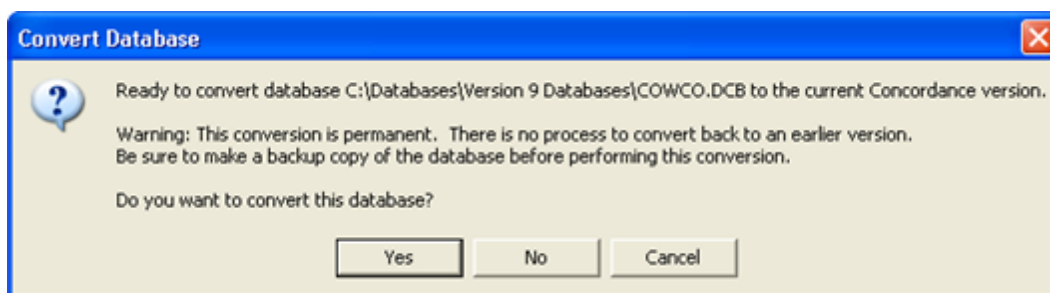 Convert Database
Ready to convert database C:\Databases\Version 9 Databases\COWCO.DCB to the current Concordance version.
Warning: This conversion is permanent.  There is no process to convert back to an earlier version.
Be sure to make a backup copy of the database before performing this conversion.
Do you want to convert this database?
Yes
No
Cancel